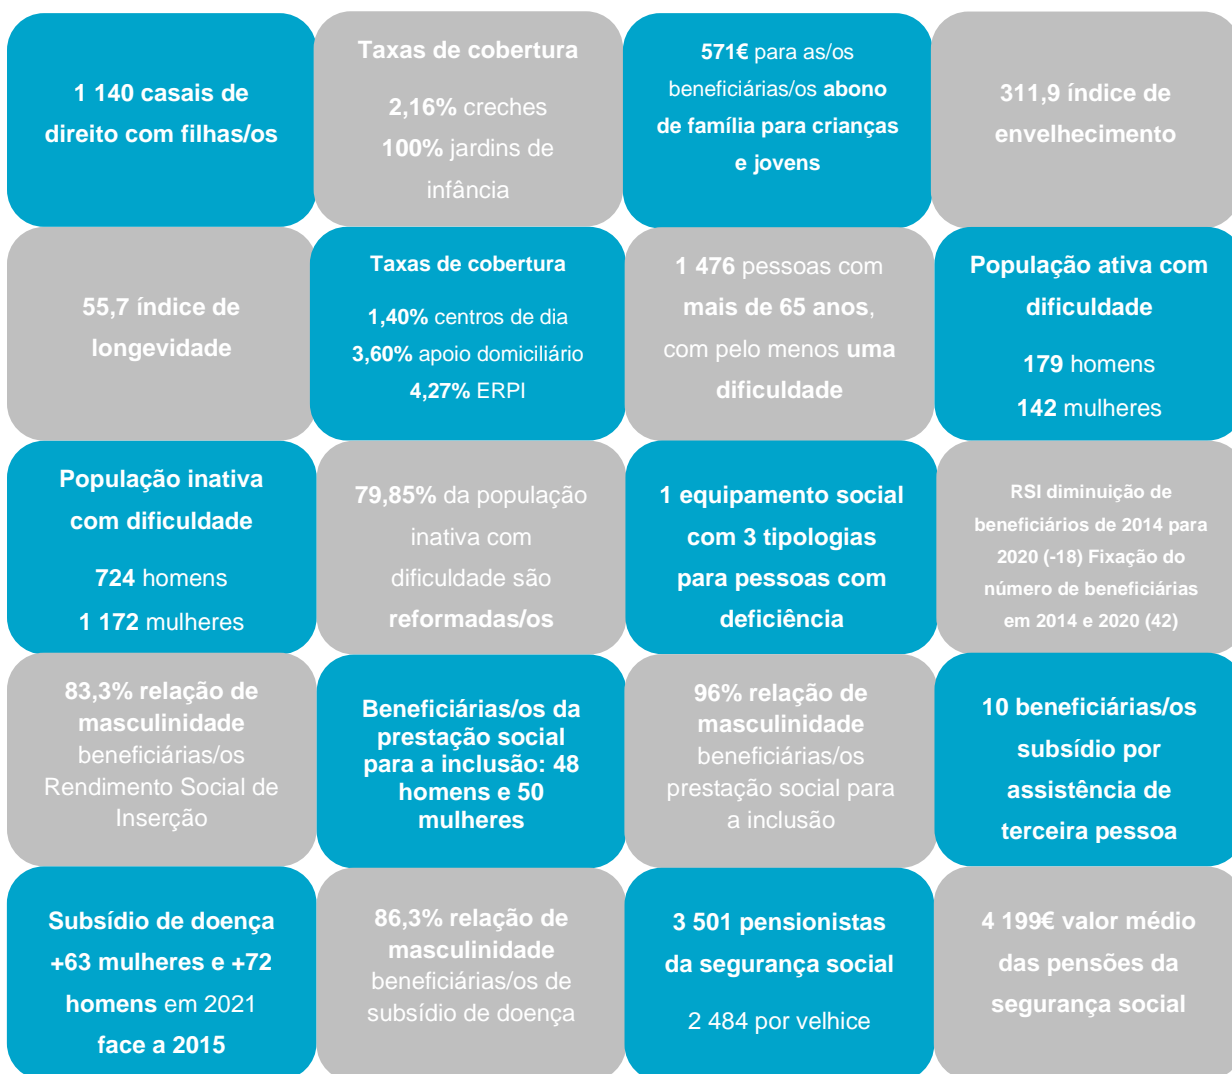 1 140 casais de
direito com filhas/os
Taxas de cobertura
2,16% creches
100% jardins de
infância
571€ para as/os
beneficiárias/os abono
de família para crianças
e jovens
311,9 índice de
envelhecimento
55,7 índice de
longevidade
Taxas de cobertura
1,40% centros de dia
3,60% apoio domiciliário
4,27% ERPI
1 476 pessoas com
mais de 65 anos,
com pelo menos uma
dificuldade
População ativa com
dificuldade
179 homens
142 mulheres
População inativa
com dificuldade
724 homens
1 172 mulheres
79,85% da população
inativa com
dificuldade são
reformadas/os
1 equipamento social
com 3 tipologias
para pessoas com
deficiência
RSI diminuição de
beneficiários de 2014 para
2020 (-18) Fixação do
número de beneficiárias
em 2014 e 2020 (42)
83,3% relação de
masculinidade
beneficiárias/os
Rendimento Social de
Inserção
Beneficiárias/os da
prestação social
para a inclusão: 48
homens e 50
mulheres
96% relação de
masculinidade
beneficiárias/os
prestação social para
a inclusão
10 beneficiárias/os
subsídio por
assistência de
terceira pessoa
Subsídio de doença
+63 mulheres e +72
homens em 2021
face a 2015
86,3% relação de
masculinidade
beneficiárias/os de
subsídio de doença
3 501 pensionistas
da segurança social
2 484 por velhice
4 199€ valor médio
das pensões da
segurança social